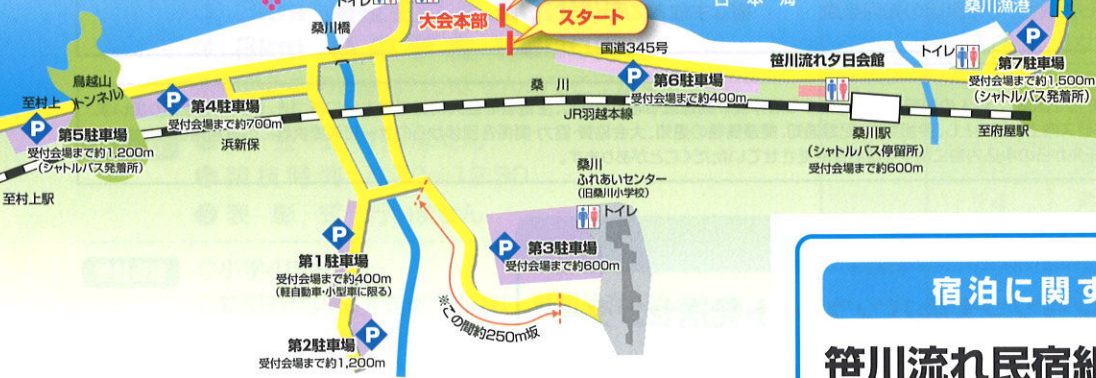 トイレ
桑川橋
大会本部
スタート
日本海
桑川漁港
国道345号
笹川流れ夕日会館
トイレ
P
第7駐車場
受付会場まで約1,500m
(シャトルバス発着所)
鳥越山
トンネル
至村上
P
第4駐車場
受付会場まで約700m
桑川
P
第6駐車場
受付会場まで約400m
JR羽越本線
桑川駅
(シャトルバス停留所)
受付会場まで約600m
至府屋駅
P
第5駐車場
受付会場まで約1,200m
(シャトルバス発着所)
浜新保
至村上駅
桑川
ふれあいセンター
(旧桑川小学校)
トイレ
P
第1駐車場
受付会場まで約400m
(軽自動車・小型車に限る)
P
第3駐車場
受付会場まで約600m
※この間約250m坂
P
第2駐車場
受付会場まで約1,200m
宿泊に関す
笹川流れ民宿組